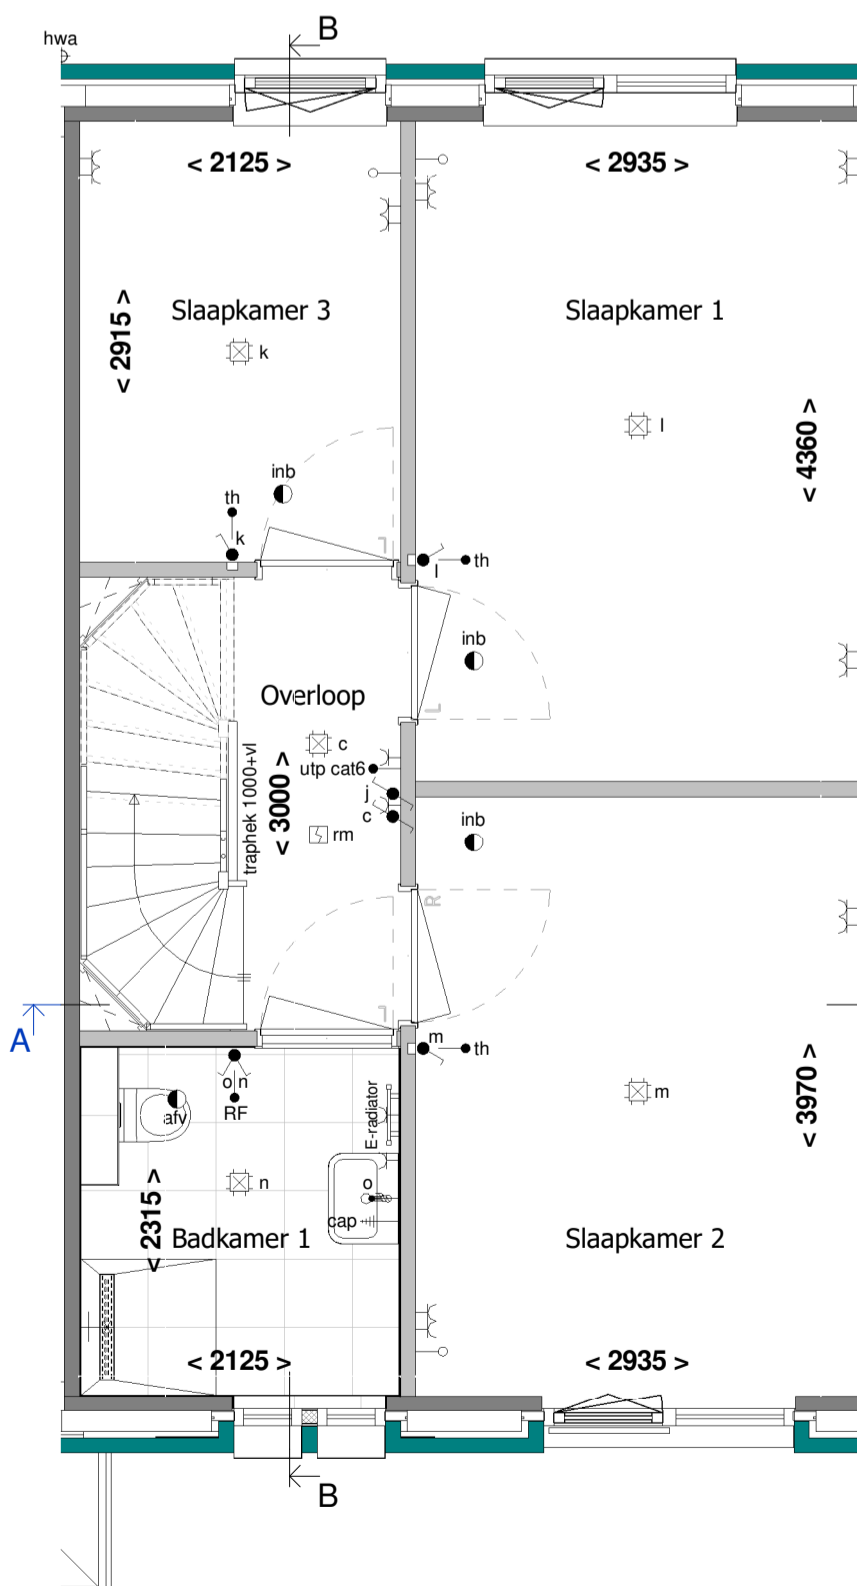 B
hwa
< 2125 >
< 2935 >
Slaapkamer 3
Slaapkamer 1
< 2915 >
k
l
< 4360 >
inb
th
k
th
l
L
inb
L
Overloop
c
utp cat6
j
c
traphek 1000+vl
< 3000 >
rm
inb
R
L
A
m
th
o n
RF
afv
E-radiator
m
< 3970 >
n
o
cap
< 2315 >
Badkamer 1
Slaapkamer 2
< 2125 >
< 2935 >
B